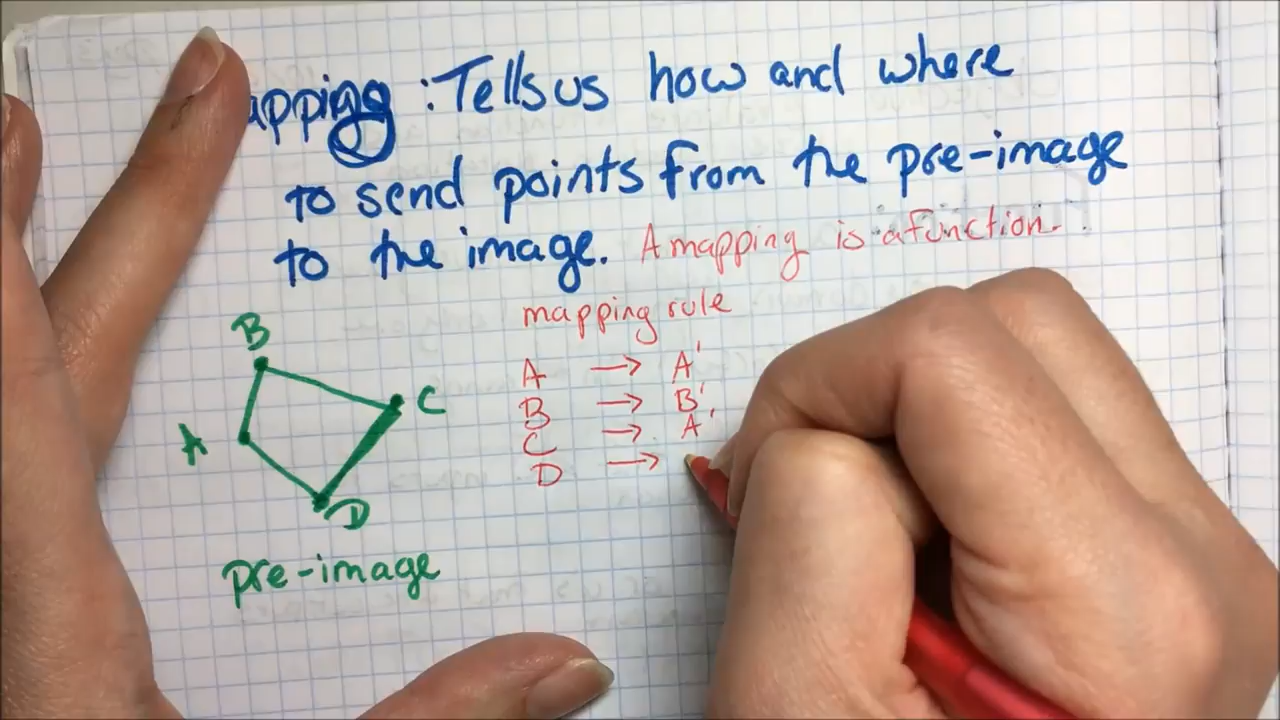 apping : Tells us how and where
to send points from the pre-image
to the image. A mapping is a function.
mapping rule
A → A'
B → B'
C → A'
D →
B
C
A
D
pre-image